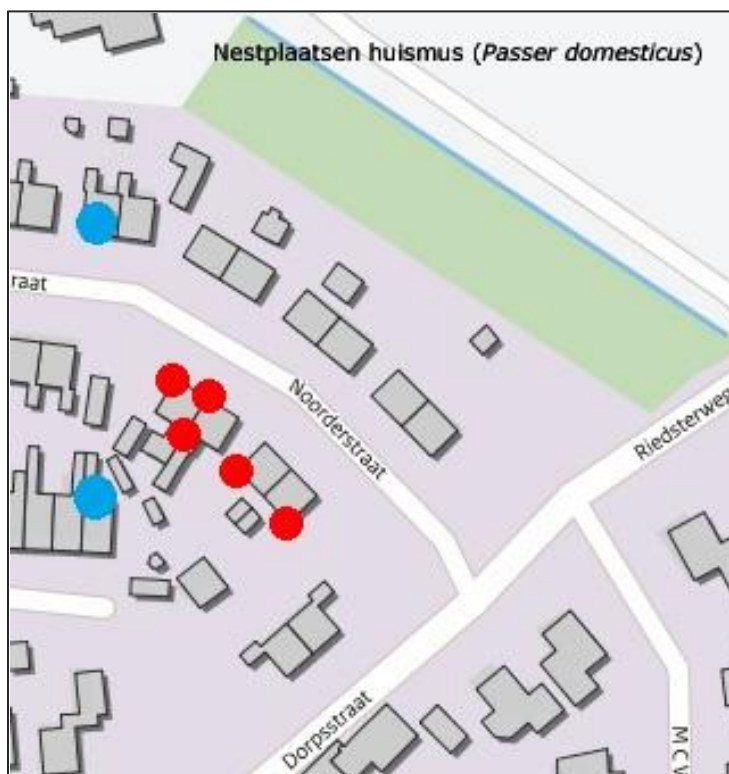 Nestplaatsen huismus (Passer domesticus)
raat
Noorderstraat
Riedsterweg
Dorpsstraat
M C V